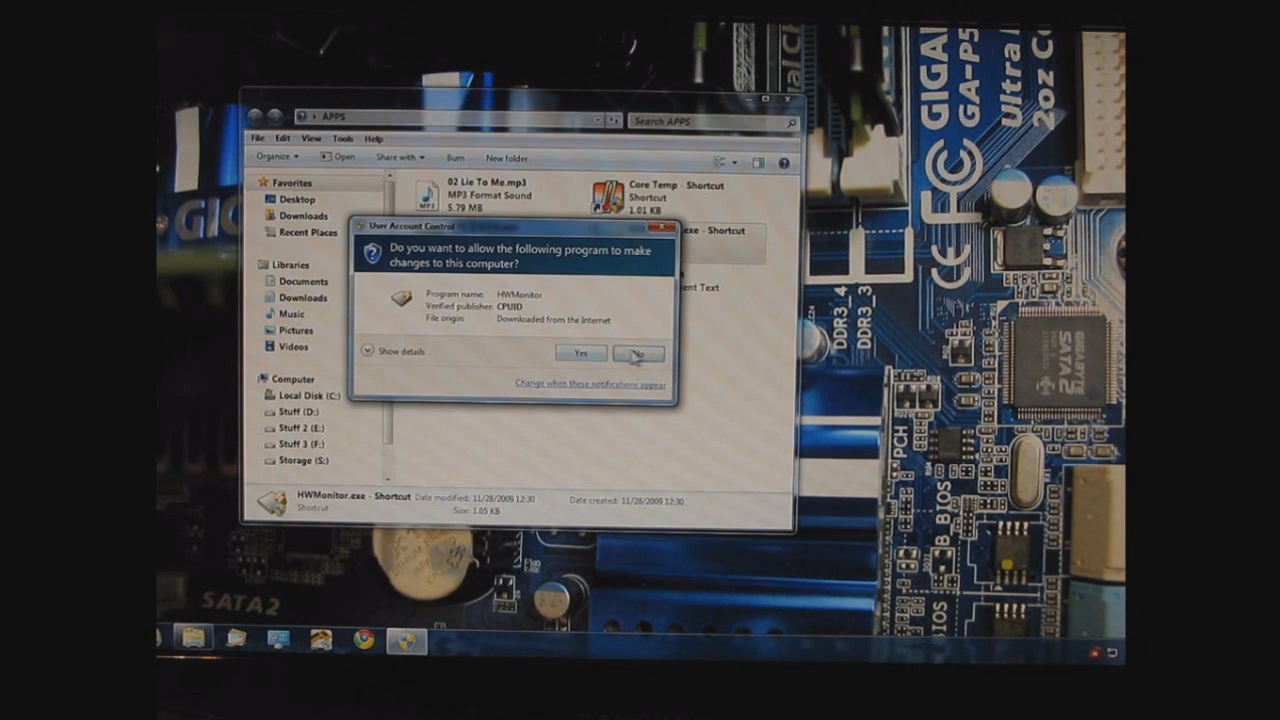 APPS
Search APPS
File Edit View Tools Help
Organize Open Share with Burn New folder
Favorites
Desktop
Downloads
Recent Places
Libraries
Documents
Downloads
Music
Pictures
Videos
Computer
Local Disk (C:)
Stuff (D:)
Stuff 2 (E:)
Stuff 3 (F:)
Storage (S:)
MP3
02 Lie To Me.mp3
MP3 Format Sound
5.79 MB
Core Temp - Shortcut
Shortcut
1.01 KB
.exe - Shortcut
Text
User Account Control
Do you want to allow the following program to make
changes to this computer?
Program name: HWMonitor
Verified publisher: CPUID
File origin: Downloaded from the Internet
Show details
Yes
No
Change when these notifications appear
HWMonitor.exe - Shortcut Date modified: 11/28/2009 12:30 Date created: 11/28/2009 12:30
Shortcut Size: 1.05 KB
GA-P5
2oz
Ultra
CE FC
DDR3_4
DDR3_3
GIGABYTE
SATA2
PCH
B_BIOS
BIOS
SATA2